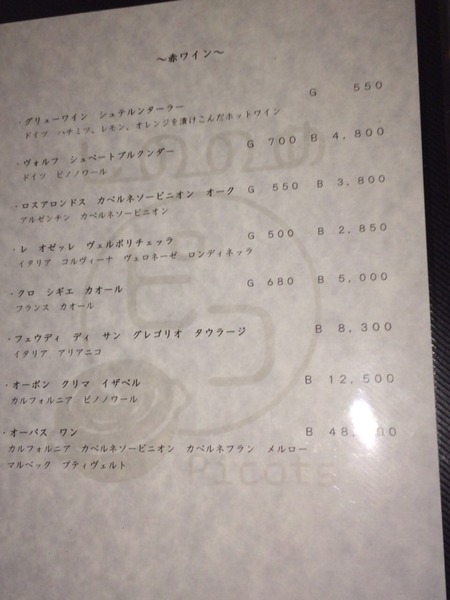 ～赤ワイン～
・グリューワイン シュテルンターラー G 550
ドイツ ハチミツ、レモン、オレンジを漬けこんだホットワイン
・ヴォルフ シュペートブルクンダー G 700 B 4,800
ドイツ ピノノワール
・ロスアロンドス カベルネソービニオン オーク G 550 B 3,800
アルゼンチン カベルネソービニオン
・レ オゼッレ ヴェルポリチェッラ G 500 B 2,850
イタリア コルヴィーナ ヴェロネーゼ ロンディネッラ
・クロ シギエ カオール G 680 B 5,000
フランス カオール
・フェウディ ディ サン グレゴリオ タウラージ B 8,300
イタリア アリアニコ
・オーボン クリマ イザベル B 12,500
カルフォルニア ピノノワール
・オーパス ワン B
カルフォルニア カベルネソービニオン カベルネフラン メルロー
マルベック プティヴェルト
Picots